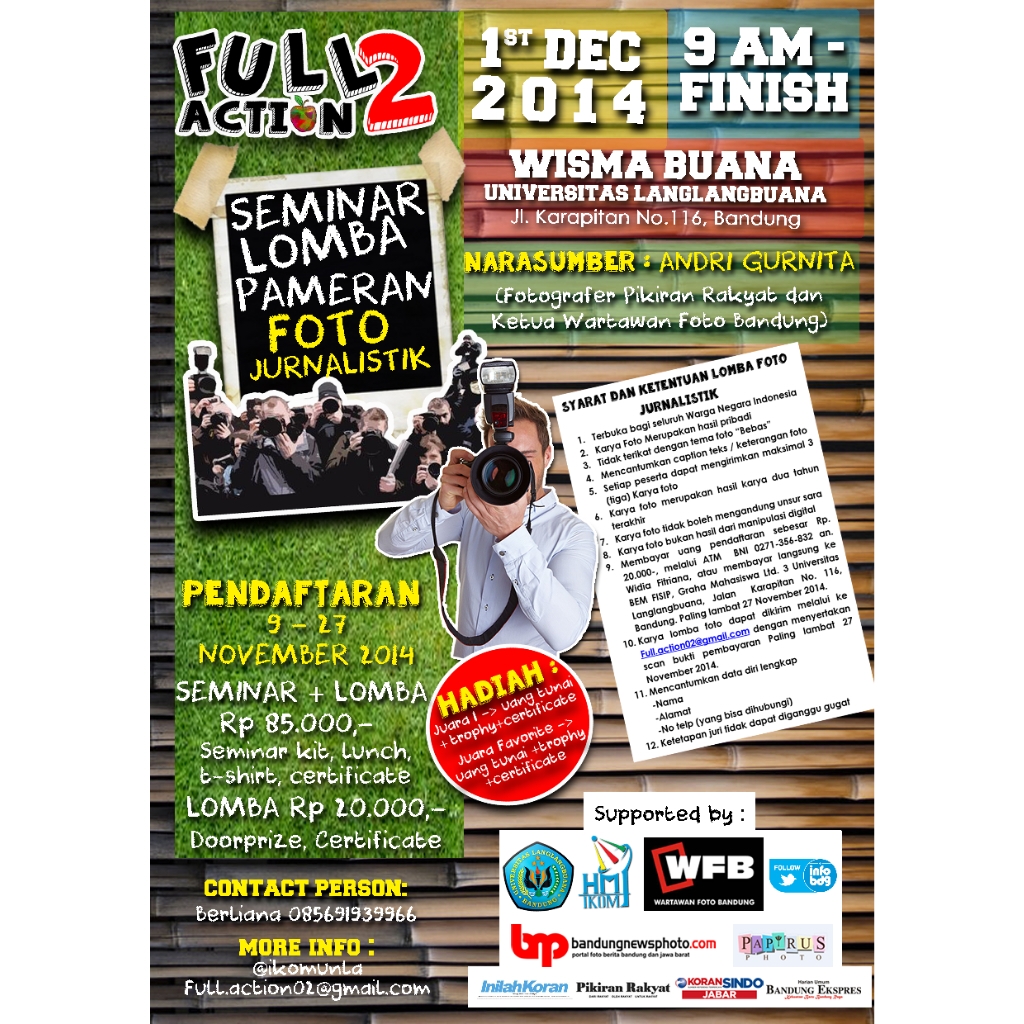 FULL 2
ACTION
1ST DEC
2014
9 AM -
FINISH
WISMA BUANA
UNIVERSITAS LANGLANGBUANA
Jl. Karapitan No.116, Bandung
NARASUMBER : ANDRI GURNITA
(Fotografer Pikiran Rakyat dan
Ketua Wartawan Foto Bandung)
SEMINAR
LOMBA
PAMERAN
FOTO
JURNALISTIK
SYARAT DAN KETENTUAN LOMBA FOTO
JURNALISTIK
1. Terbuka bagi seluruh Warga Negara Indonesia
2. Karya Foto Merupakan hasil pribadi
3. Tidak terikat dengan tema foto "Bebas"
4. Mencantumkan caption teks / keterangan foto
5. Setiap peserta dapat mengirimkan maksimal 3
(tiga) Karya foto
6. Karya foto merupakan hasil karya dua tahun
terakhir
7. Karya foto tidak boleh mengandung unsur sara
8. Karya foto bukan hasil dari manipulasi digital
9. Membayar uang pendaftaran sebesar Rp.
20.000-, melalui ATM BNI 0271-356-832 an.
Widia Fitriana, atau membayar langsung ke
BEM FISIP, Graha Mahasiswa Ltd. 3 Universitas
Langlangbuana, Jalan Karapitan No. 116,
Bandung. Paling lambat 27 November 2014.
10. Karya lomba foto dapat dikirim melalui ke
Full.action02@gmail.com dengan menyertakan
scan bukti pembayaran Paling lambat 27
November 2014.
11. Mencantumkan data diri lengkap
-Nama
-Alamat
-No telp (yang bisa dihubungi)
12. Ketetapan juri tidak dapat diganggu gugat
PENDAFTARAN
9 – 27
NOVEMBER 2014
SEMINAR + LOMBA
Rp 85.000,-
Seminar kit, Lunch,
t-shirt, certificate
LOMBA Rp 20.000,-
Doorprize, Certificate
HADIAH :
Juara I -> uang tunai
+trophy+certificate
Juara Favorite ->
uang tunai +trophy
+certificate
CONTACT PERSON:
Berliana 085691939966
MORE INFO :
@ikomunla
Full.action02@gmail.com
Supported by :
UNIVERSITAS LANGLANGBUANA
BANDUNG
HMJ
IKOM
WFB
WARTAWAN FOTO BANDUNG
FOLLOW
info
bdg
bnp bandungnewsphoto.com
portal foto berita bandung dan jawa barat
PAPYRUS
PHOTO
InilahKoran
Pikiran Rakyat
KORAN SINDO
JABAR
Harian Umum
BANDUNG EKSPRES